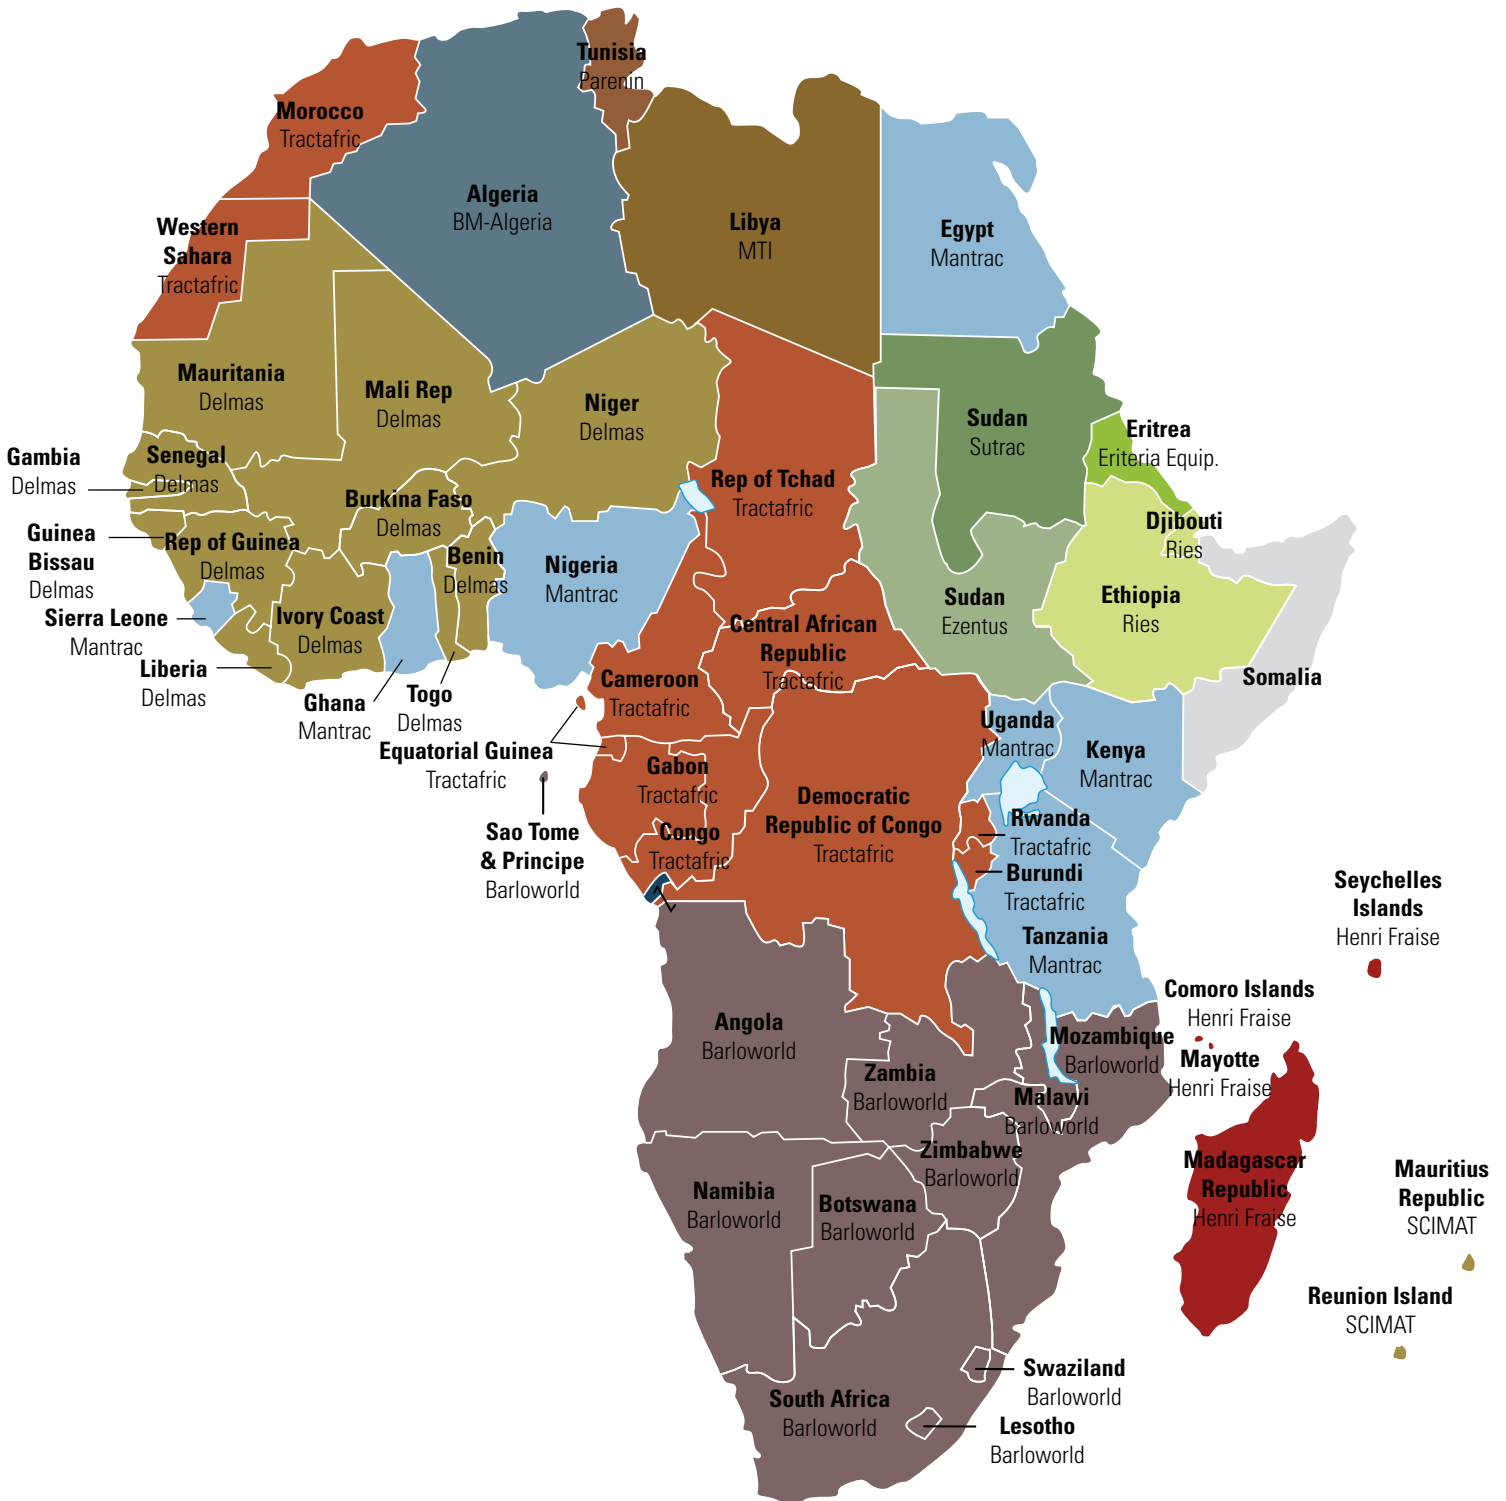 Tunisia
Parenin
Morocco
Tractafric
Algeria
BM-Algeria
Libya
MTI
Egypt
Mantrac
Western
Sahara
Tractafric
Mauritania
Delmas
Mali Rep
Delmas
Niger
Delmas
Sudan
Sutrac
Eritrea
Eriteria Equip.
Gambia
Delmas
Senegal
Delmas
Burkina Faso
Delmas
Rep of Tchad
Tractafric
Djibouti
Ries
Guinea
Bissau
Delmas
Rep of Guinea
Delmas
Benin
Delmas
Nigeria
Mantrac
Sudan
Ezentus
Ethiopia
Ries
Sierra Leone
Mantrac
Ivory Coast
Delmas
Central African
Republic
Tractafric
Liberia
Delmas
Ghana
Mantrac
Togo
Delmas
Cameroon
Tractafric
Somalia
Equatorial Guinea
Tractafric
Uganda
Mantrac
Kenya
Mantrac
Gabon
Tractafric
Sao Tome
& Principe
Barloworld
Congo
Tractafric
Democratic
Republic of Congo
Tractafric
Rwanda
Tractafric
Burundi
Tractafric
Tanzania
Mantrac
Seychelles
Islands
Henri Fraise
Comoro Islands
Henri Fraise
Angola
Barloworld
Mozambique
Barloworld
Mayotte
Henri Fraise
Zambia
Barloworld
Malawi
Barloworld
Zimbabwe
Barloworld
Madagascar
Republic
Henri Fraise
Mauritius
Republic
SCIMAT
Namibia
Barloworld
Botswana
Barloworld
Reunion Island
SCIMAT
Swaziland
Barloworld
South Africa
Barloworld
Lesotho
Barloworld